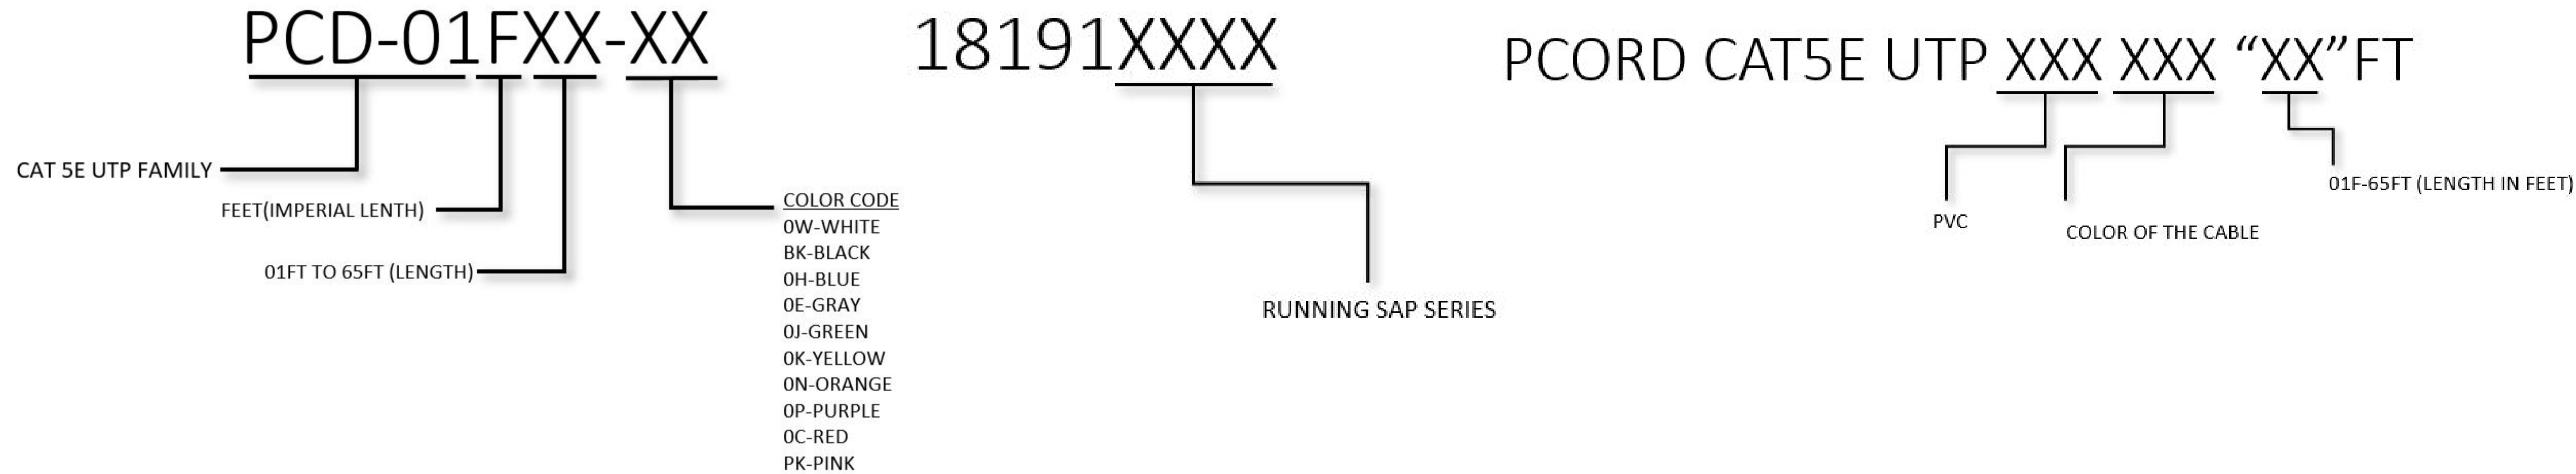 PCD-01FXX-XX
CAT 5E UTP FAMILY
FEET(IMPERIAL LENTH)
01FT TO 65FT (LENGTH)
COLOR CODE
0W-WHITE
BK-BLACK
0H-BLUE
0E-GRAY
0J-GREEN
0K-YELLOW
0N-ORANGE
0P-PURPLE
0C-RED
PK-PINK
18191XXXX
RUNNING SAP SERIES
PCORD CAT5E UTP XXX XXX “XX”FT
PVC
COLOR OF THE CABLE
01F-65FT (LENGTH IN FEET)